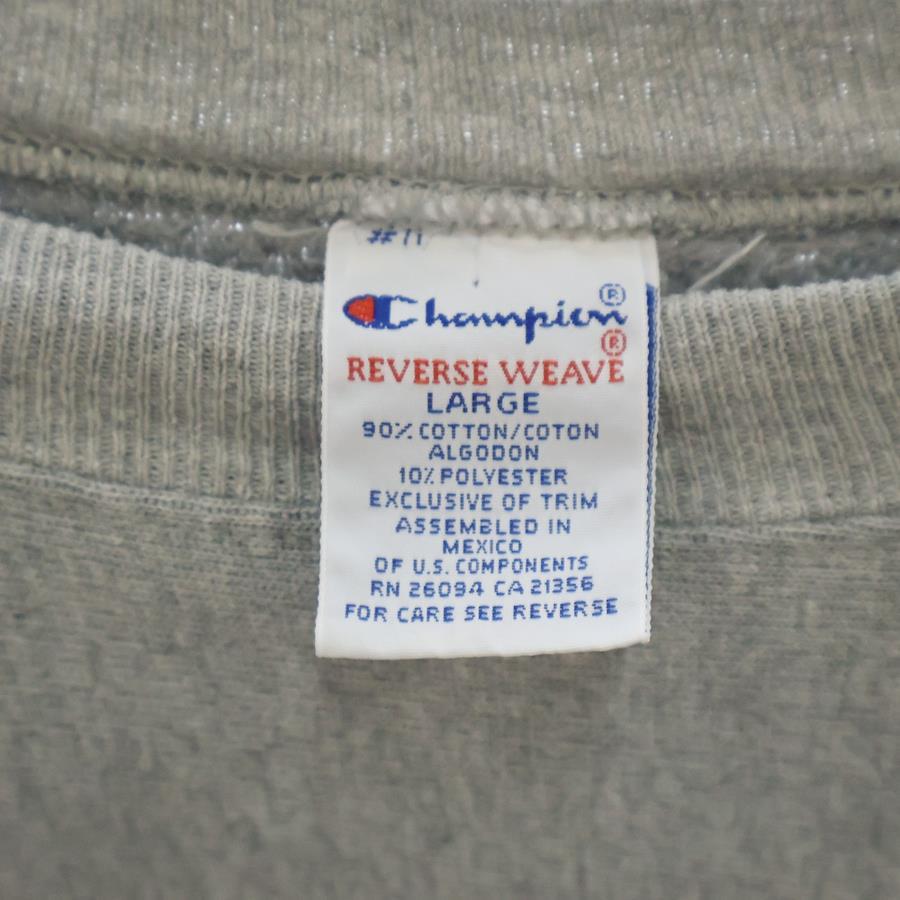 #11
Champion ®
®
REVERSE WEAVE
LARGE
90% COTTON/COTON
ALGODON
10% POLYESTER
EXCLUSIVE OF TRIM
ASSEMBLED IN
MEXICO
OF U.S. COMPONENTS
RN 26094 CA 21356
FOR CARE SEE REVERSE